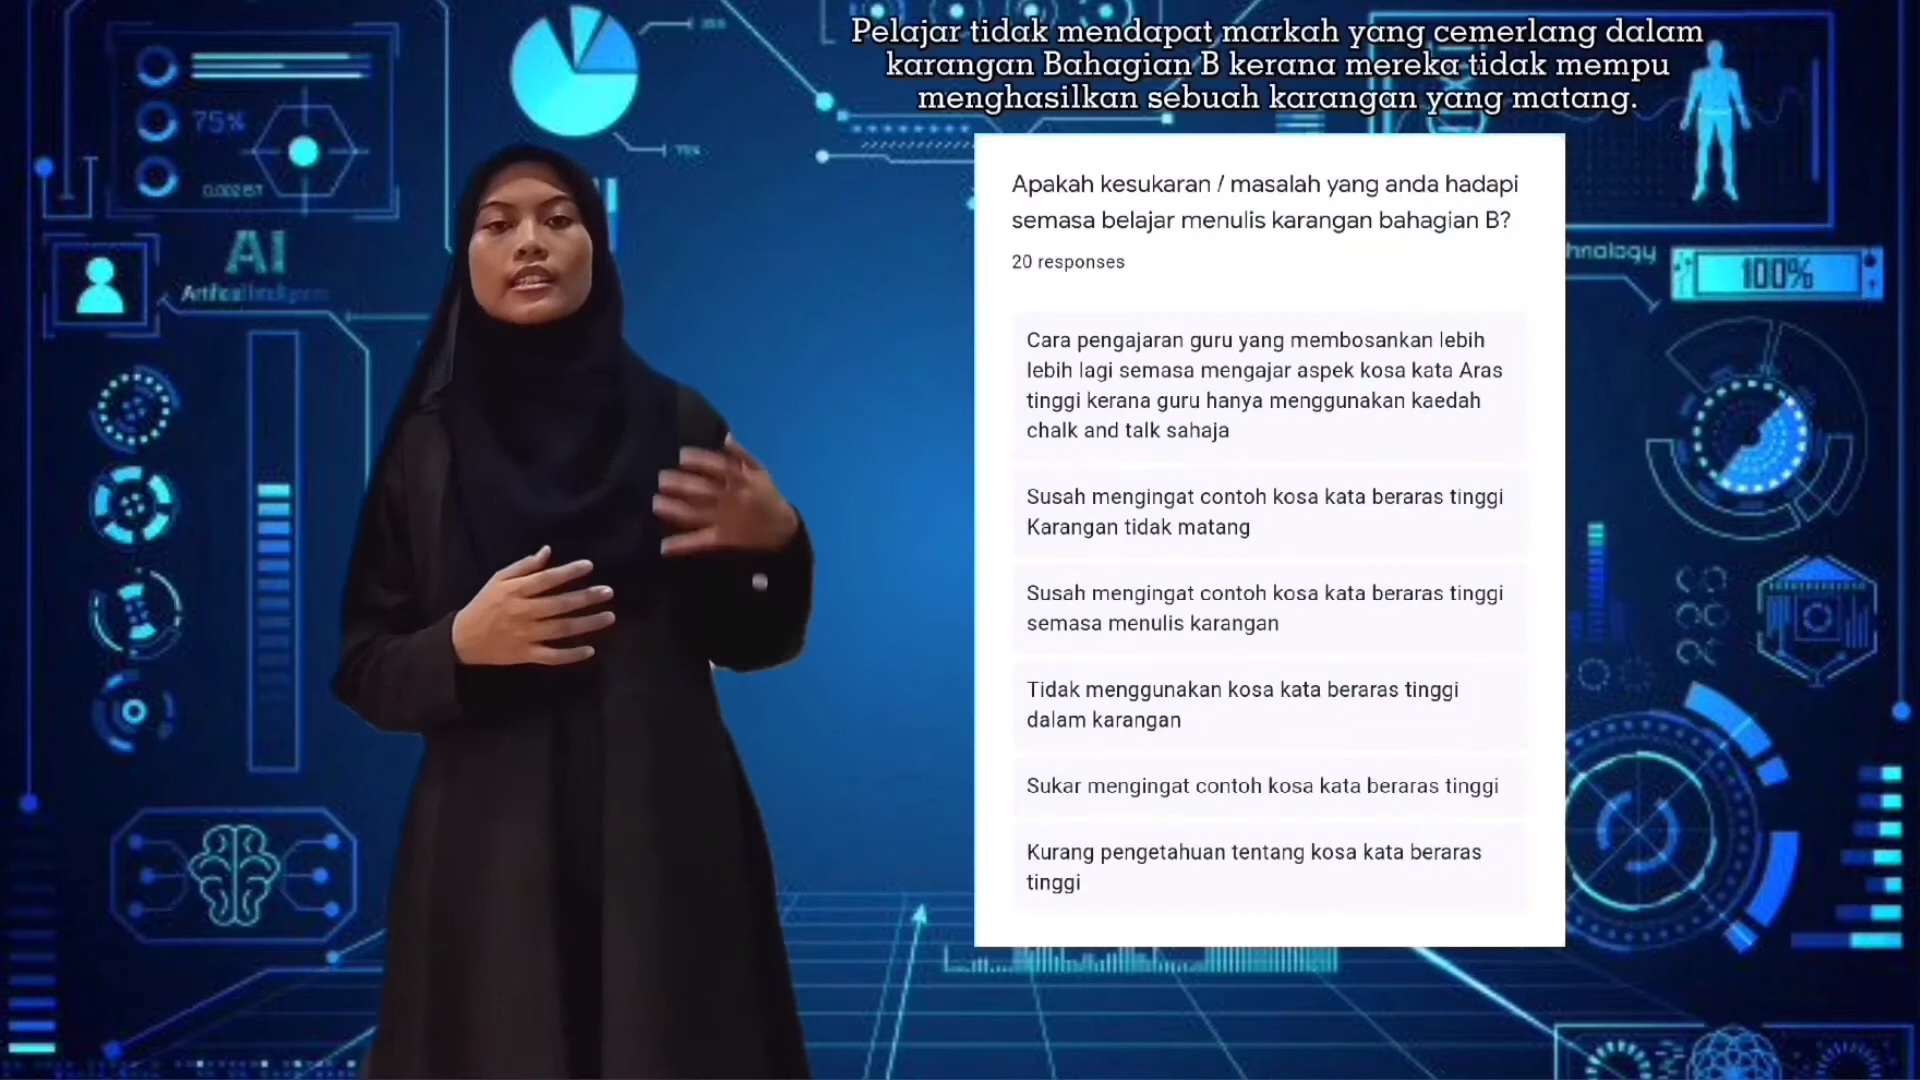 Pelajar tidak mendapat markah yang cemerlang dalam
karangan Bahagian B kerana mereka tidak mempu
menghasilkan sebuah karangan yang matang.
Apakah kesukaran / masalah yang anda hadapi
semasa belajar menulis karangan bahagian B?
20 responses
Cara pengajaran guru yang membosankan lebih
lebih lagi semasa mengajar aspek kosa kata Aras
tinggi kerana guru hanya menggunakan kaedah
chalk and talk sahaja
Susah mengingat contoh kosa kata beraras tinggi
Karangan tidak matang
Susah mengingat contoh kosa kata beraras tinggi
semasa menulis karangan
Tidak menggunakan kosa kata beraras tinggi
dalam karangan
Sukar mengingat contoh kosa kata beraras tinggi
Kurang pengetahuan tentang kosa kata beraras
tinggi
75%
AI
100%